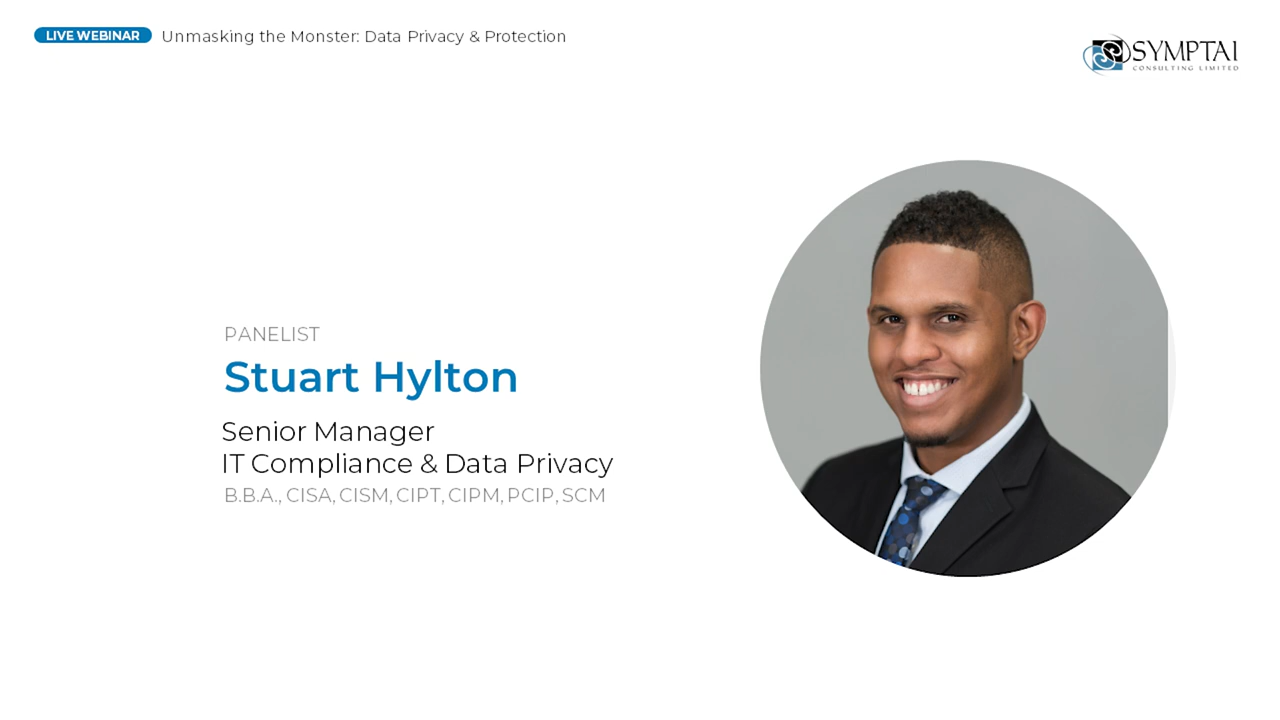 LIVE WEBINAR Unmasking the Monster: Data Privacy & Protection
SYMPTAI
CONSULTING LIMITED
PANELIST
Stuart Hylton
Senior Manager
IT Compliance & Data Privacy
B.B.A., CISA, CISM, CIPT, CIPM, PCIP, SCM